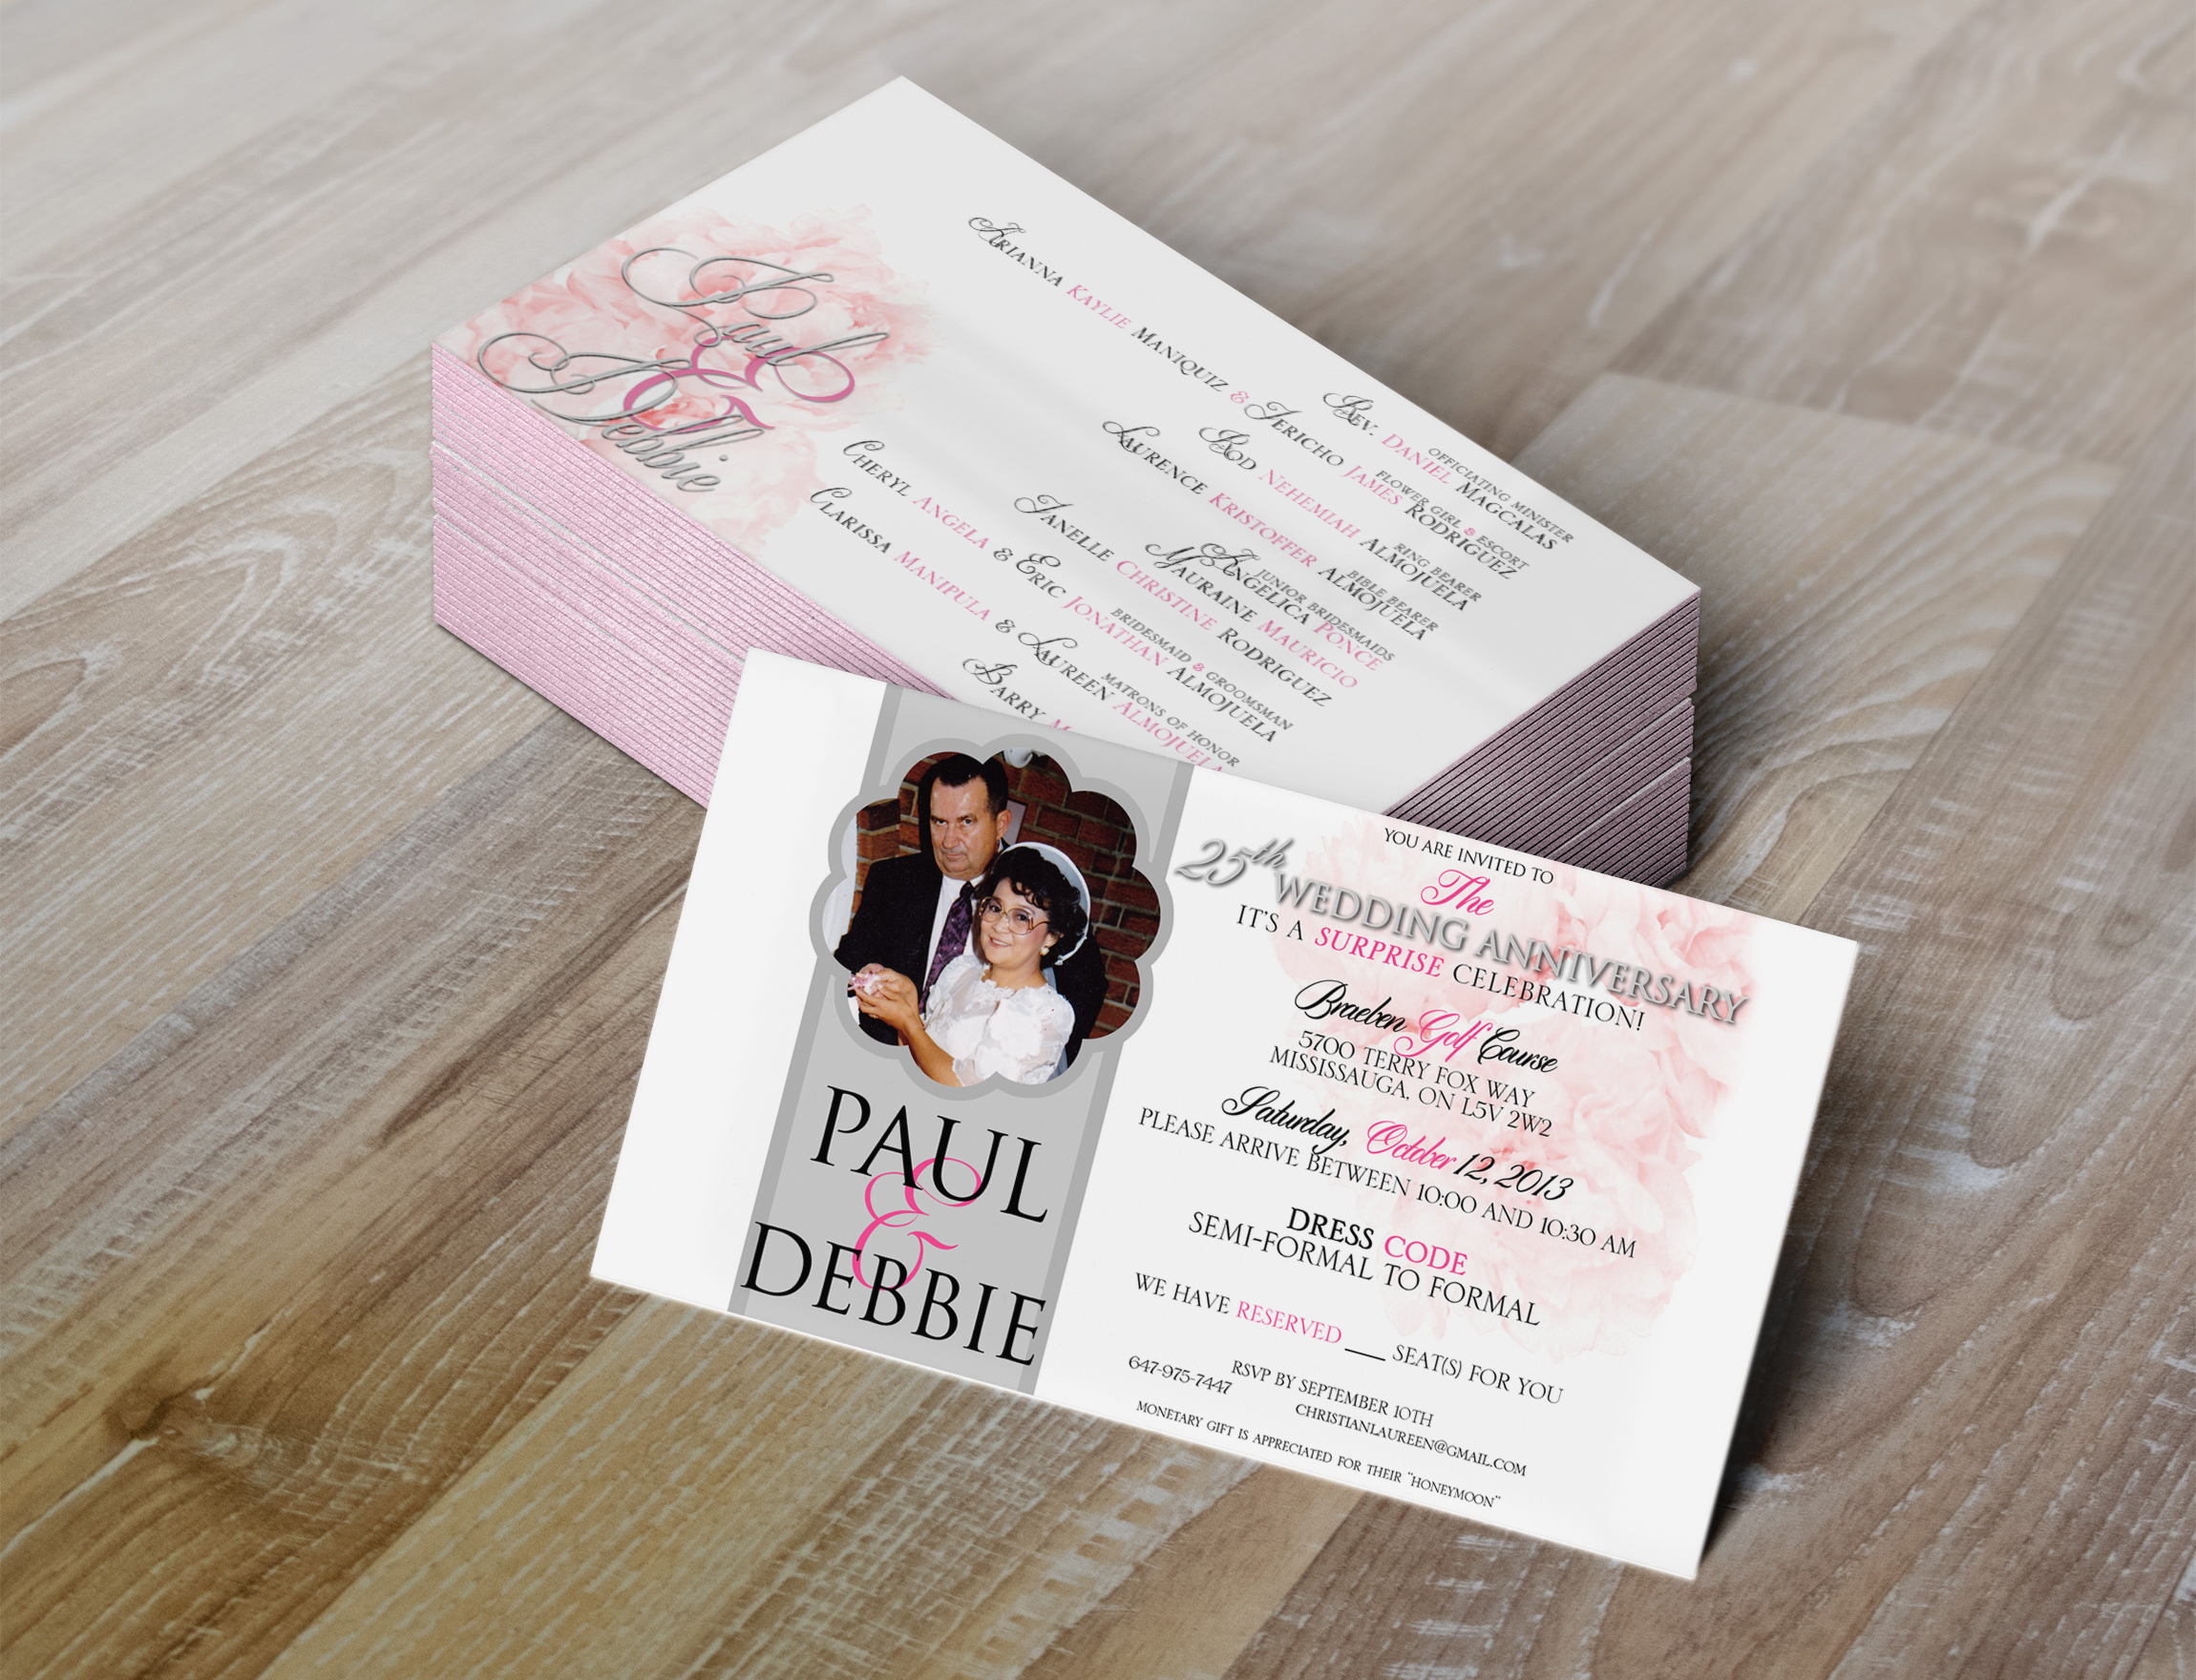 Paul
&
Debbie
Rev. Daniel Magcalas
Officiating Minister
Arianna Kaylie Maniquiz & Jericho James Rodriguez
Flower Girl & Escort
Rod Nehemiah Almojuela
Ring Bearer
Laurence Kristoffer Almojuela
Bible Bearer
Angelica Ponce
Mauraine Mauricio
Janelle Christine Rodriguez
Junior Bridesmaids
Cheryl Angela & Eric Jonathan Almojuela
Bridesmaid & Groomsman
Clarissa Manipula & Laureen Almojuela
Matrons of Honor
Barry
PAUL
&
DEBBIE
YOU ARE INVITED TO
The
25th WEDDING ANNIVERSARY
IT'S A SURPRISE CELEBRATION!
Braeben Golf Course
5700 TERRY FOX WAY
MISSISSAUGA, ON L5V 2W2
Saturday, October 12, 2013
PLEASE ARRIVE BETWEEN 10:00 AND 10:30 AM
DRESS CODE
SEMI-FORMAL TO FORMAL
WE HAVE RESERVED ___ SEAT(S) FOR YOU
RSVP BY SEPTEMBER 10TH
647-975-7447 CHRISTIANLAUREEN@GMAIL.COM
MONETARY GIFT IS APPRECIATED FOR THEIR "HONEYMOON"